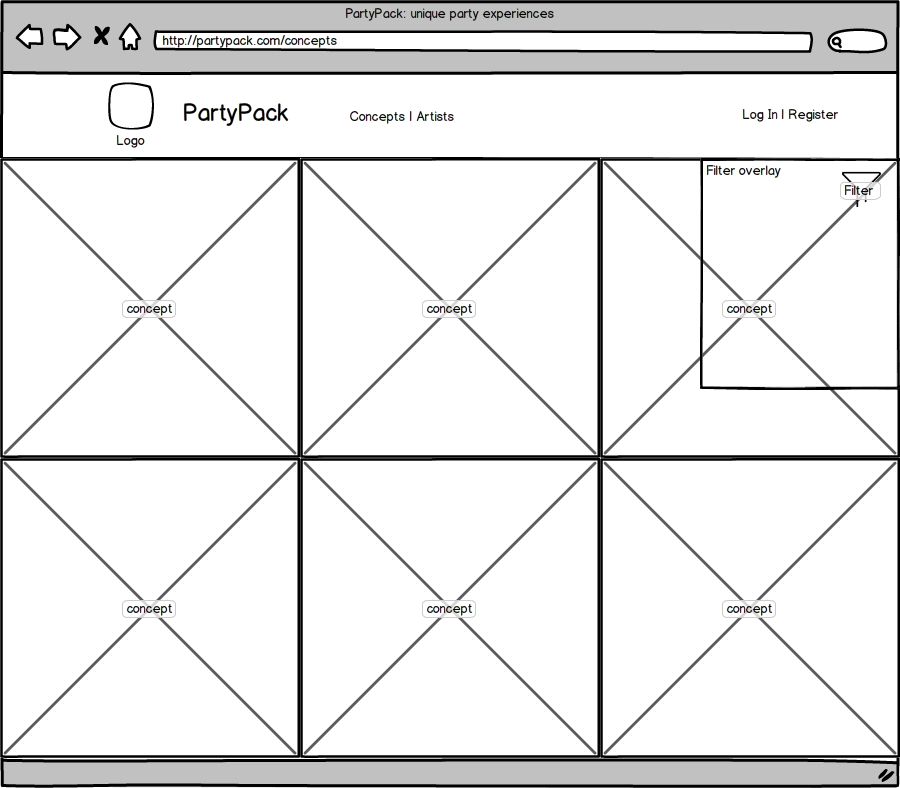 PartyPack: unique party experiences
http://partypack.com/concepts
Logo
PartyPack
Concepts | Artists
Log In | Register
Filter overlay
Filter
concept
concept
concept
concept
concept
concept